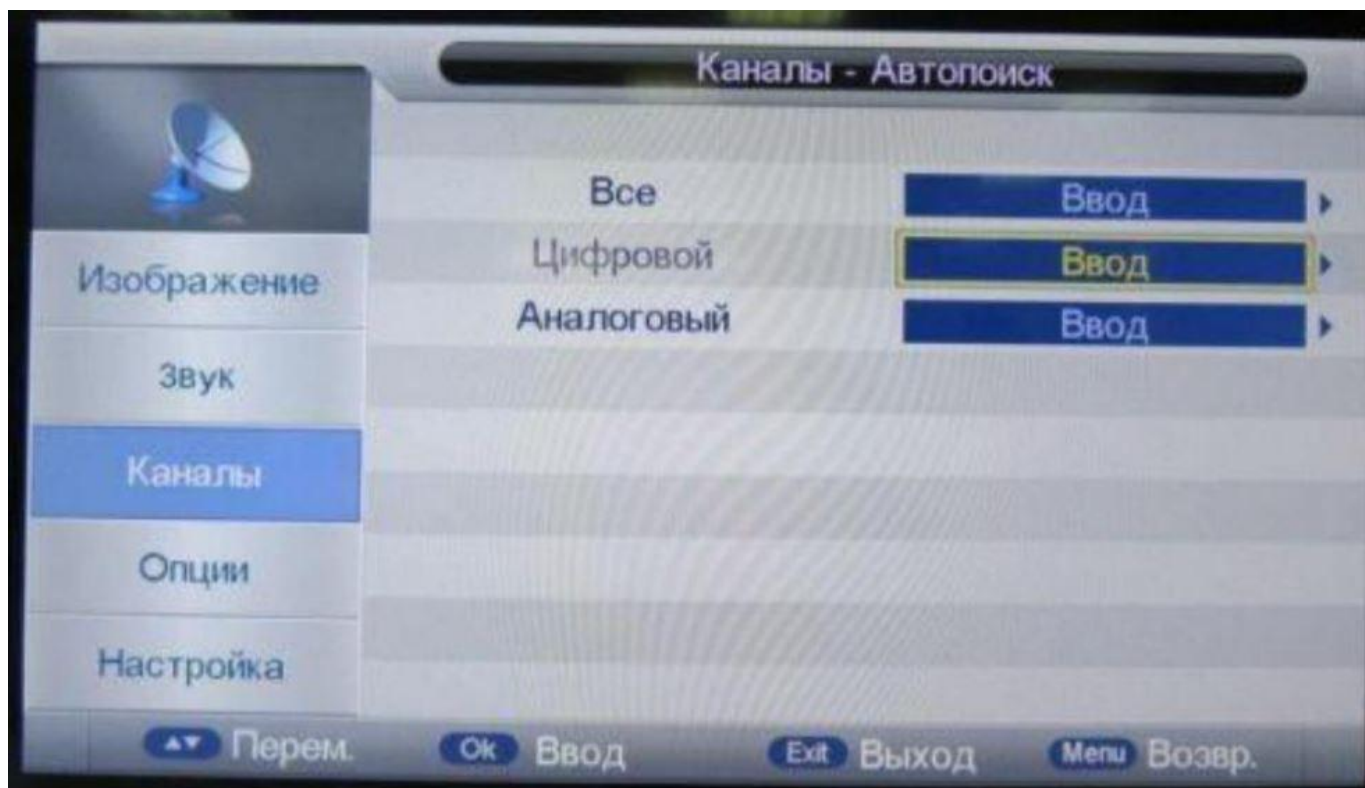 Каналы - Автопоиск
Все Ввод
Цифровой Ввод
Аналоговый Ввод
Изображение
Звук
Каналы
Опции
Настройка
Перем. Ok Ввод Exit Выход Menu Возвр.